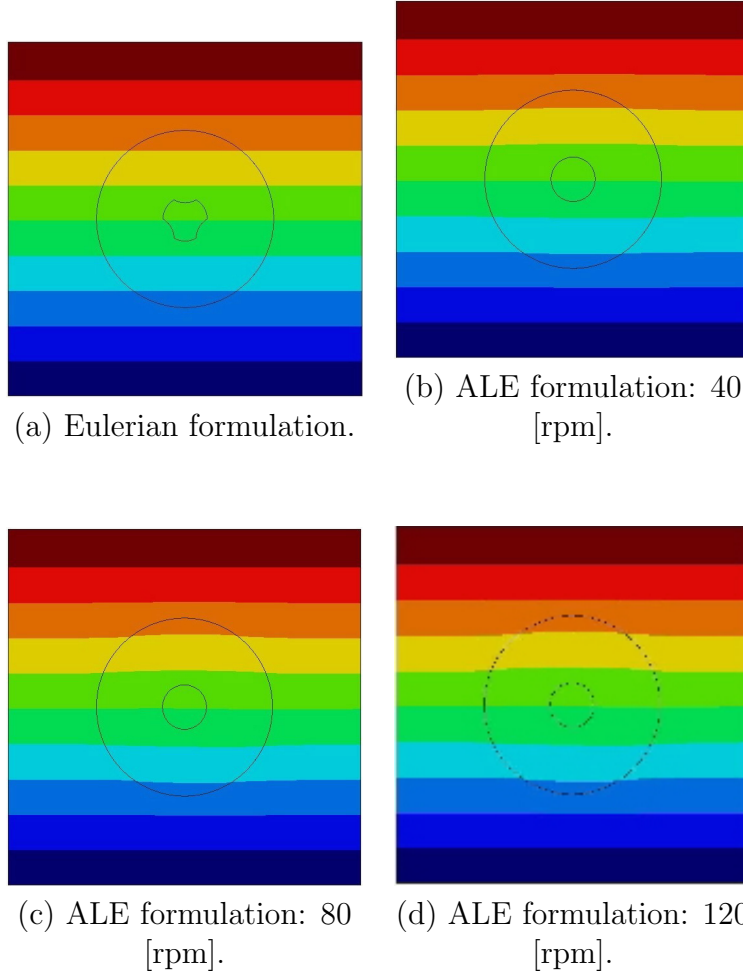 (a) Eulerian formulation.
(b) ALE formulation: 40
[rpm].
(c) ALE formulation: 80
[rpm].
(d) ALE formulation: 120
[rpm].